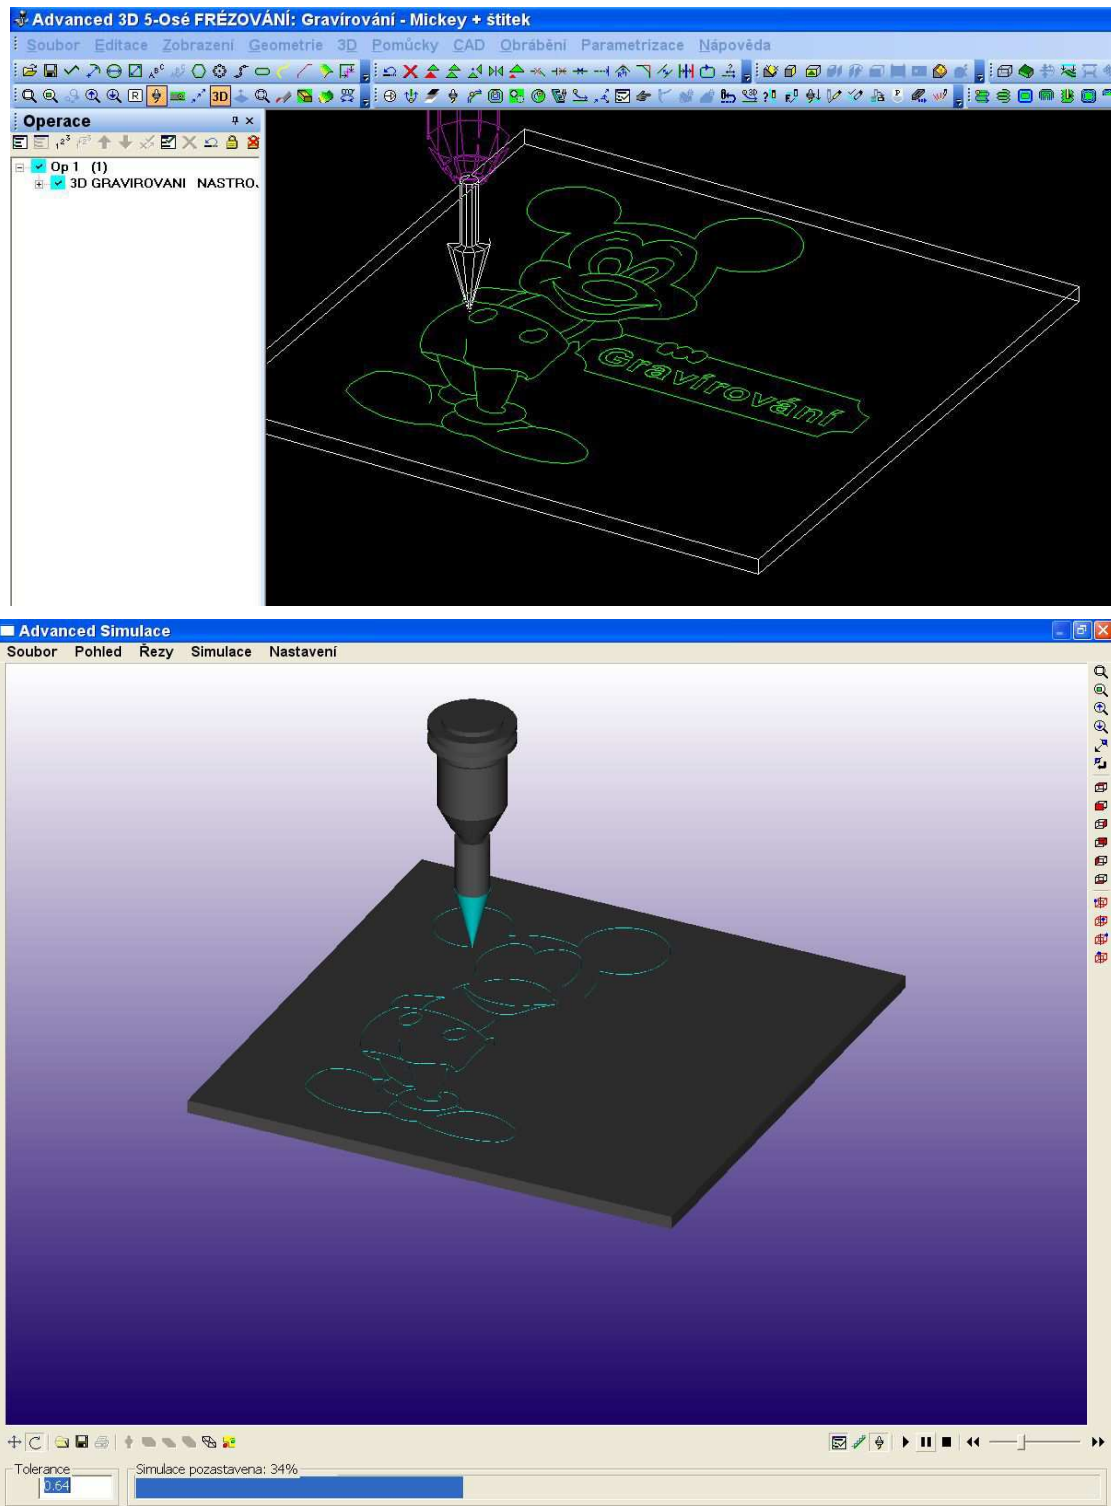 Advanced 3D 5-Osé FRÉZOVÁNÍ: Gravírování - Mickey + štitek
Soubor Editace Zobrazení Geometrie 3D Pomůcky CAD Obrábění Parametrizace Nápověda
3D
Operace
Op 1 (1)
3D GRAVIROVANI NASTRO.
Gravírování
Advanced Simulace
Soubor Pohled Řezy Simulace Nastavení
Tolerance
0.64
Simulace pozastavena: 34%